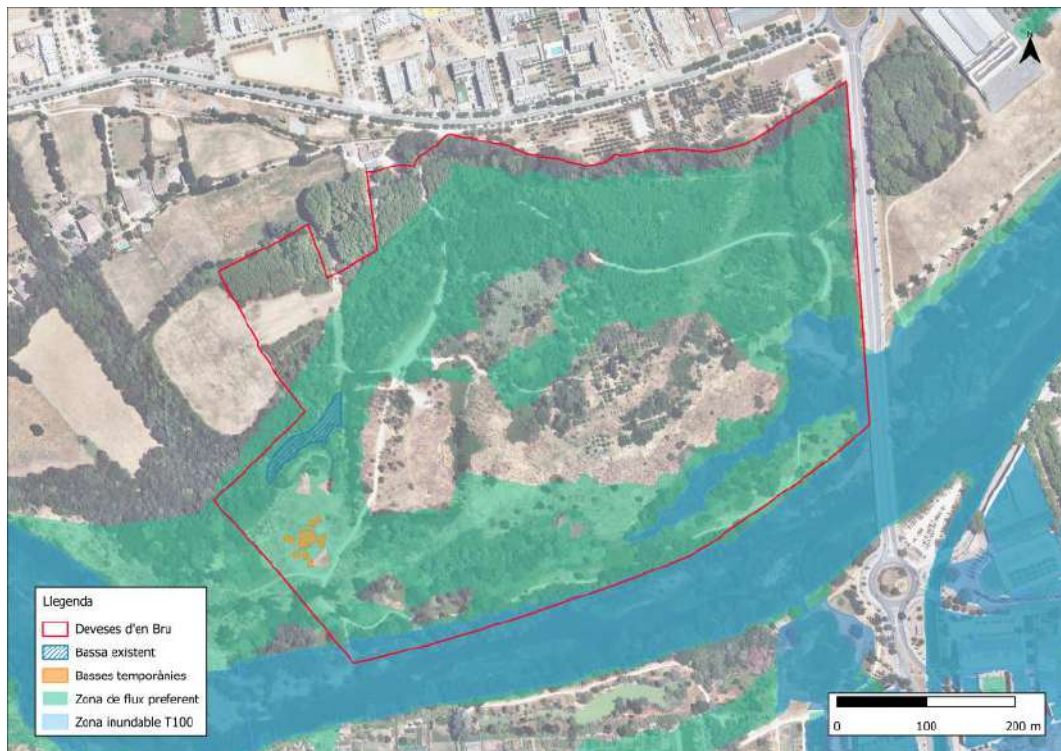 N
Llegenda
Deveses d'en Bru
Bassa existent
Basses temporànies
Zona de flux preferent
Zona inundable T100
0 100 200 m